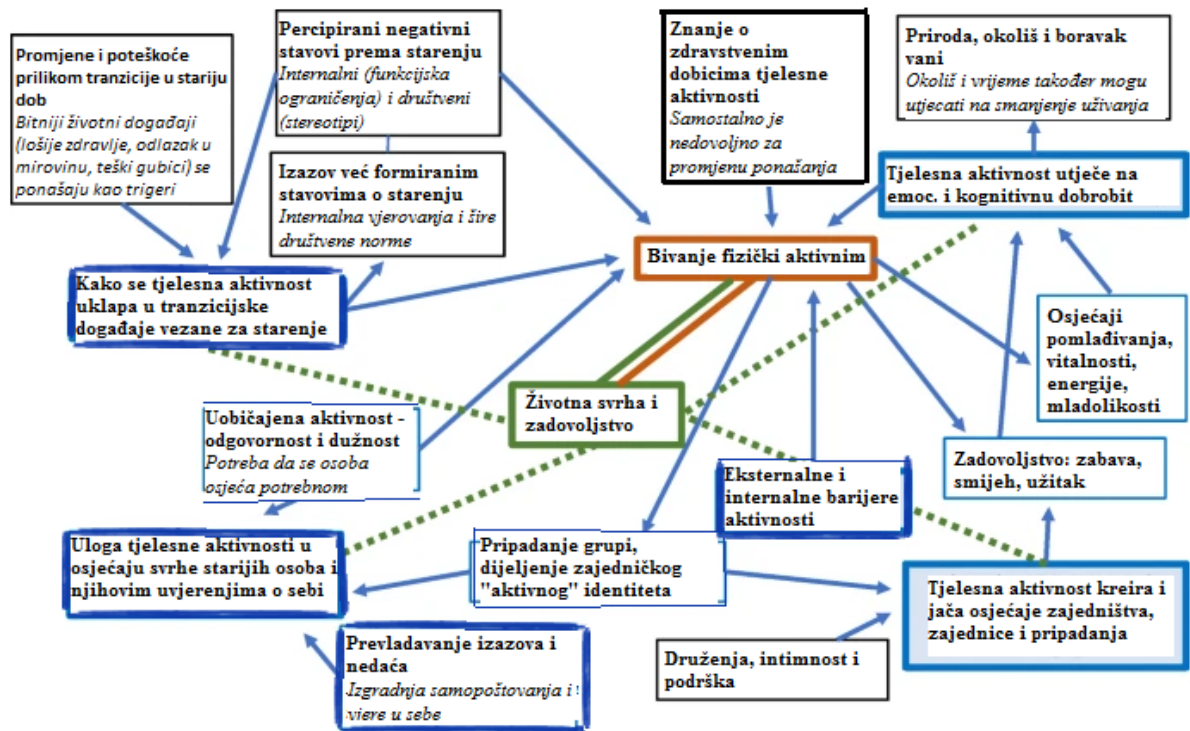 Promjene i poteškoće
prilikom tranzicije u stariju
dob
Bitniji životni događaji
(lošije zdravlje, odlazak u
mirovinu, teški gubici) se
ponašaju kao trigeri
Percipirani negativni
stavovi prema starenju
Internalni (funkcijska
ograničenja) i društveni
(stereotipi)
Znanje o
zdravstvenim
dobicima tjelesne
aktivnosti
Samostalno je
nedovoljno za
promjenu ponašanja
Priroda, okoliš i boravak
vani
Okoliš i vrijeme također mogu
utjecati na smanjenje uživanja
Izazov već formiranim
stavovima o starenju
Internalna vjerovanja i šire
društvene norme
Tjelesna aktivnost utječe na
emoc. i kognitivnu dobrobit
Bivanje fizički aktivnim
Kako se tjelesna aktivnost
uklapa u tranzicijske
događaje vezane za starenje
Osjećaji
pomlađivanja,
vitalnosti,
energije,
mladolikosti
Životna svrha i
zadovoljstvo
Uobičajena aktivnost -
odgovornost i dužnost
Potreba da se osoba
osjeća potrebnom
Zadovoljstvo: zabava,
smijeh, užitak
Eksternalne i
internalne barijere
aktivnosti
Uloga tjelesne aktivnosti u
osjećaju svrhe starijih osoba i
njihovim uvjerenjima o sebi
Pripadanje grupi,
dijeljenje zajedničkog
"aktivnog" identiteta
Tjelesna aktivnost kreira i
jača osjećaje zajedništva,
zajednice i pripadanja
Prevladavanje izazova i
nedaća
Izgradnja samopoštovanja i
vjere u sebe
Druženja, intimnost i
podrška